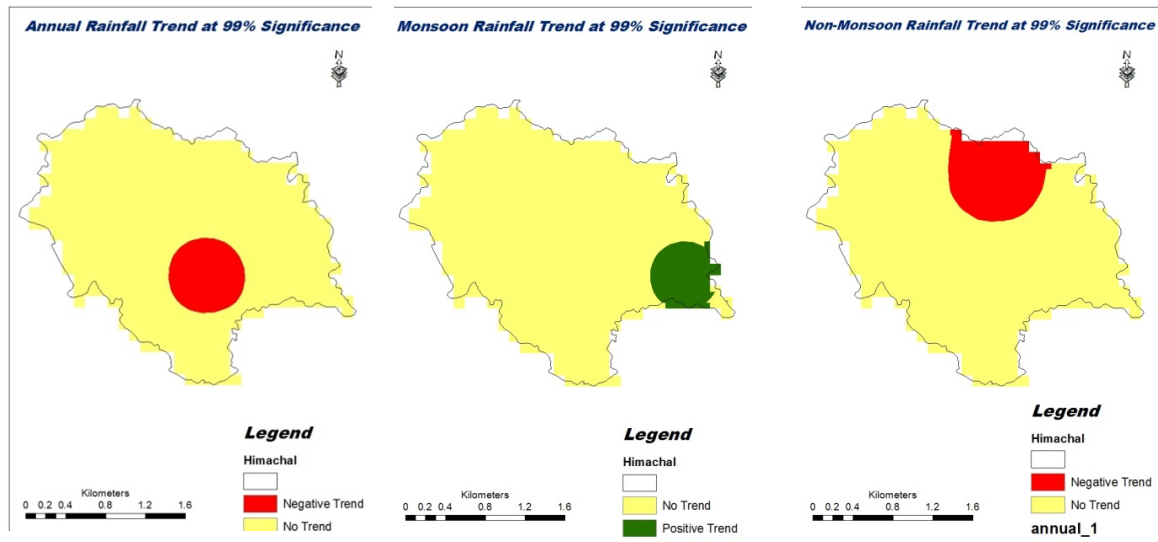 Annual Rainfall Trend at 99% Significance
N
Legend
Himachal
Negative Trend
No Trend
Kilometers
0 0.2 0.4 0.8 1.2 1.6
Monsoon Rainfall Trend at 99% Significance
N
Legend
Himachal
No Trend
Positive Trend
Kilometers
0 0.2 0.4 0.8 1.2 1.6
Non-Monsoon Rainfall Trend at 99% Significance
N
Legend
Himachal
Negative Trend
No Trend
annual_1
Kilometers
0 0.2 0.4 0.8 1.2 1.6